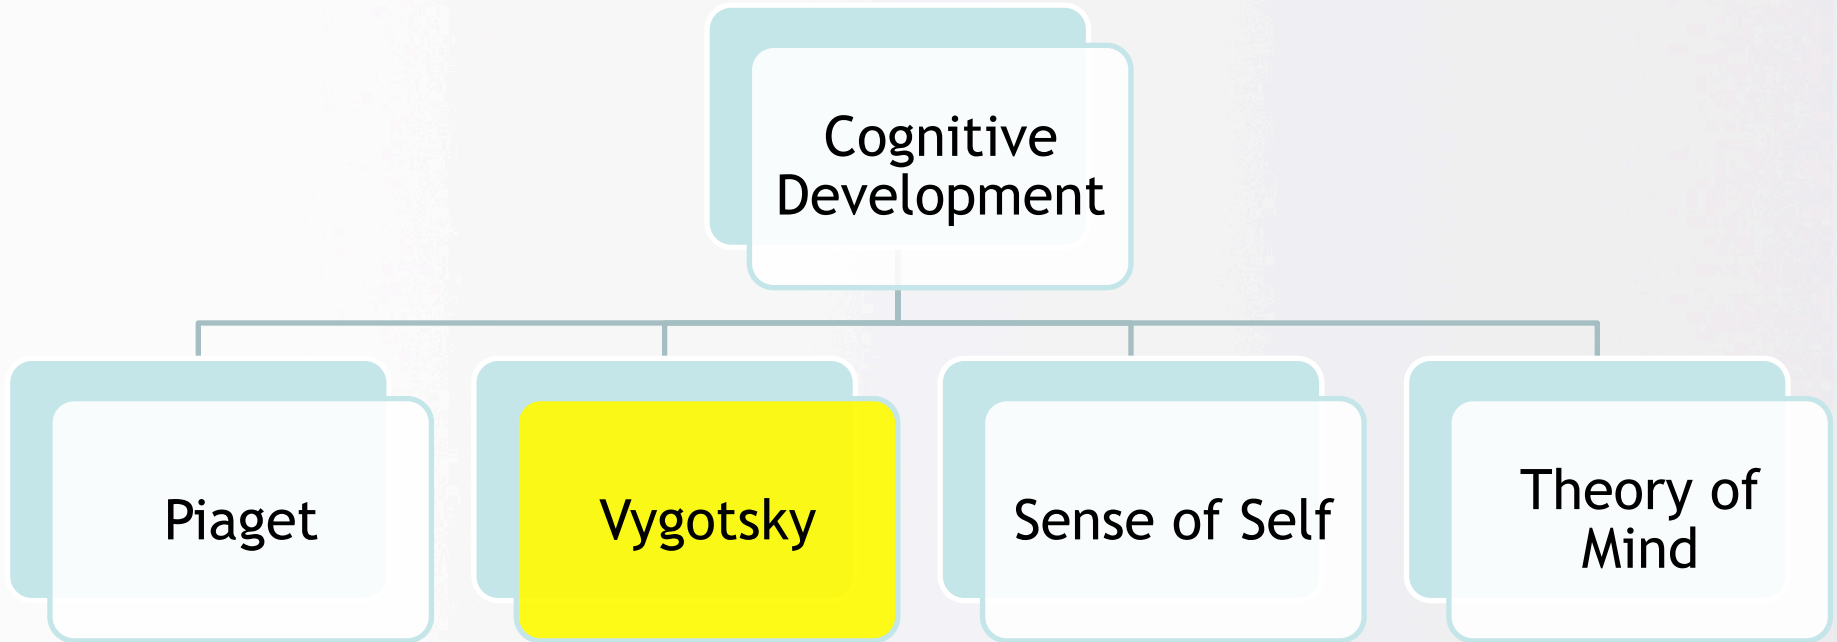 Cognitive
Development
Piaget
Vygotsky
Sense of Self
Theory of
Mind